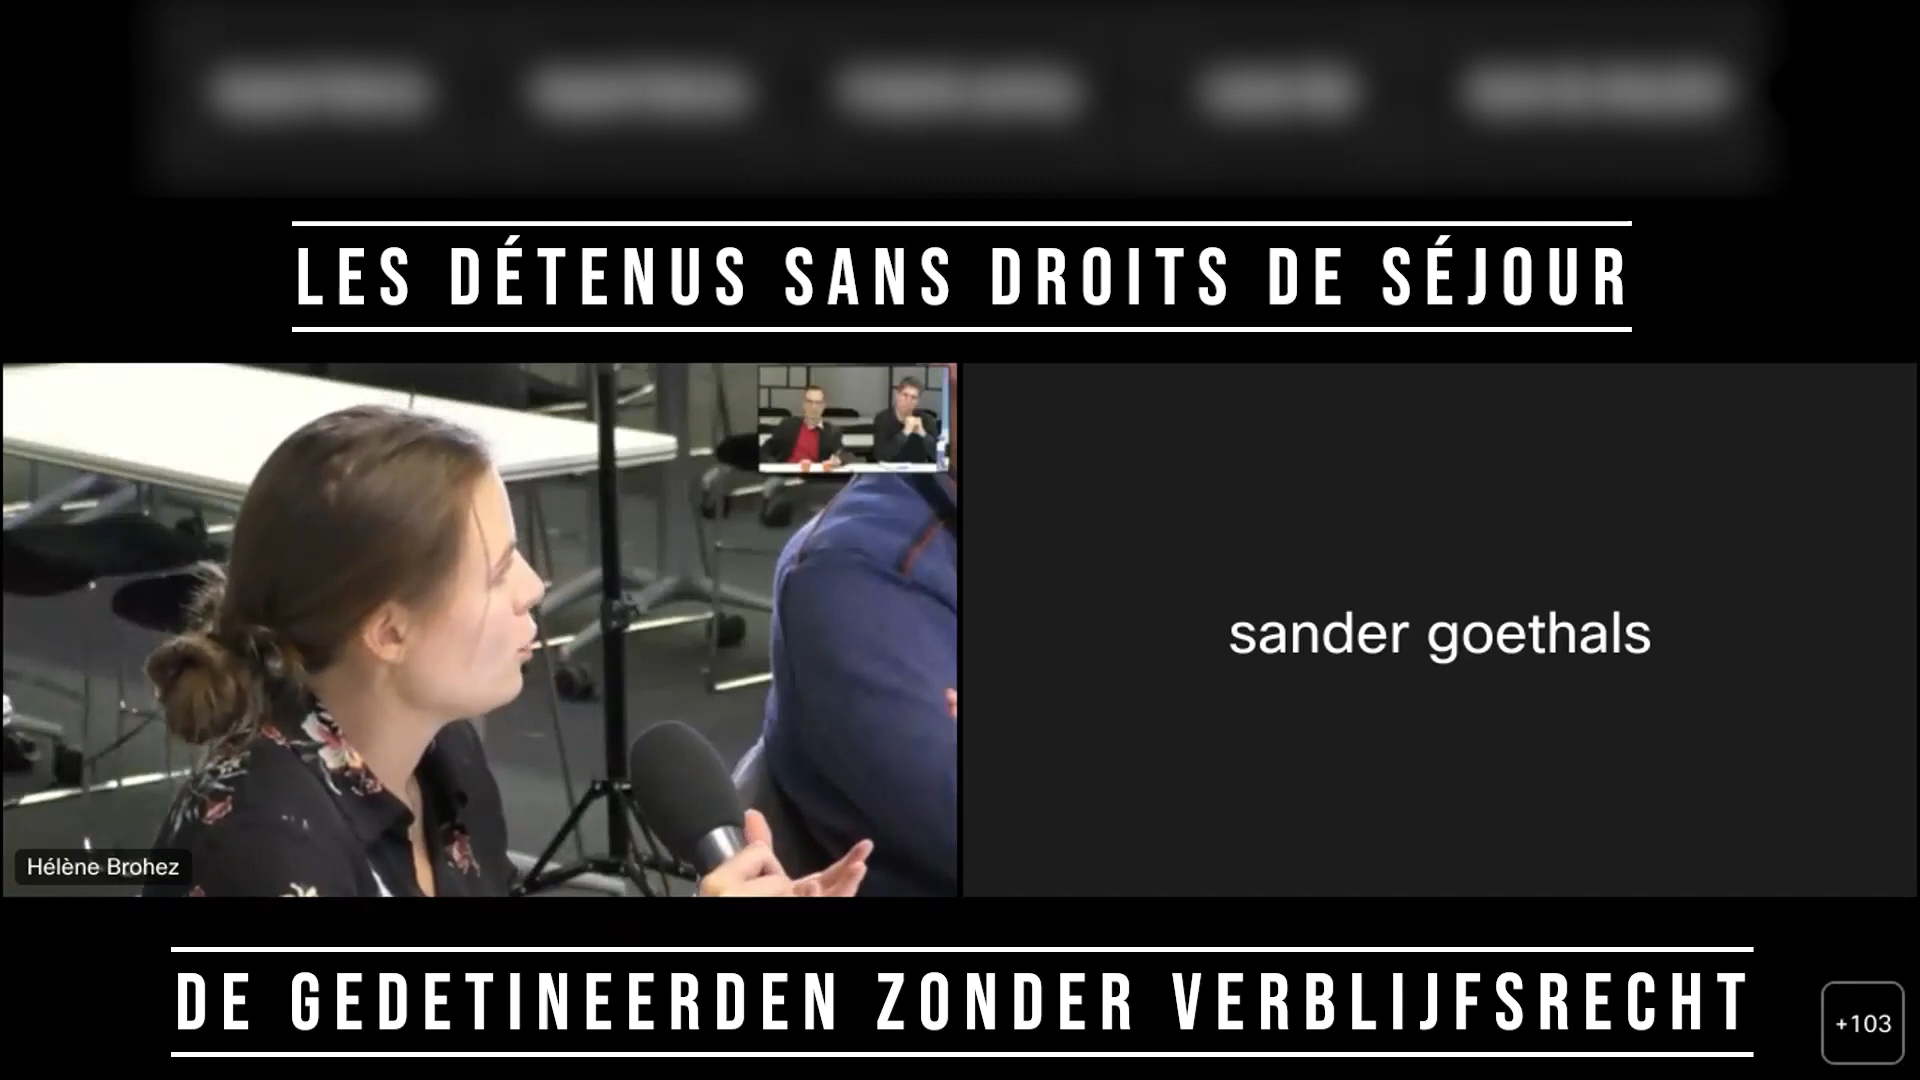 LES DÉTENUS SANS DROITS DE SÉJOUR
sander goethals
Hélène Brohez
DE GEDETINEERDEN ZONDER VERBLIJFSRECHT
+103